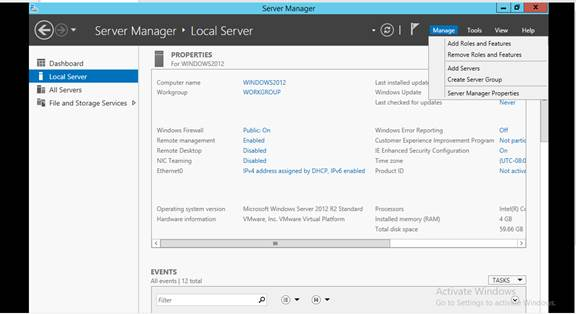 Server Manager
Server Manager • Local Server
Manage Tools View Help
Add Roles and Features
Remove Roles and Features
Add Servers
Create Server Group
Server Manager Properties
Dashboard
Local Server
All Servers
File and Storage Services
PROPERTIES
For WINDOWS2012
Computer name WINDOWS2012 Last installed updat
Workgroup WORKGROUP Windows Update
Last checked for updates Never
Windows Firewall Public: On Windows Error Reporting Off
Remote management Enabled Customer Experience Improvement Program Not partic
Remote Desktop Disabled IE Enhanced Security Configuration On
NIC Teaming Disabled Time zone (UTC-08:0
Ethernet0 IPv4 address assigned by DHCP, IPv6 enabled Product ID Not activa
Operating system version Microsoft Windows Server 2012 R2 Standard Processors Intel(R) Co
Hardware information VMware, Inc. VMware Virtual Platform Installed memory (RAM) 4 GB
Total disk space 59.66 GB
EVENTS
All events | 12 total
TASKS
Filter
Activate Windows
Go to Settings to activate Windows.